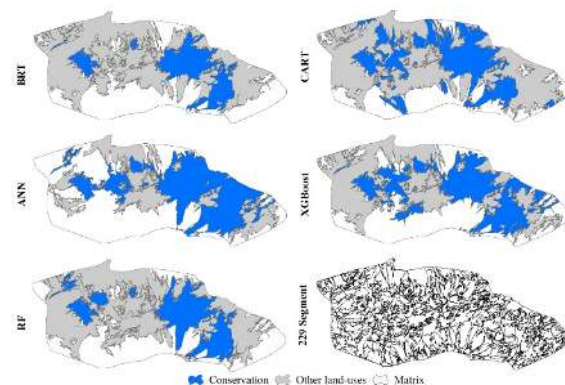 BRT
CART
ANN
XGBoost
RF
229 Segment
Conservation Other land-uses Matrix